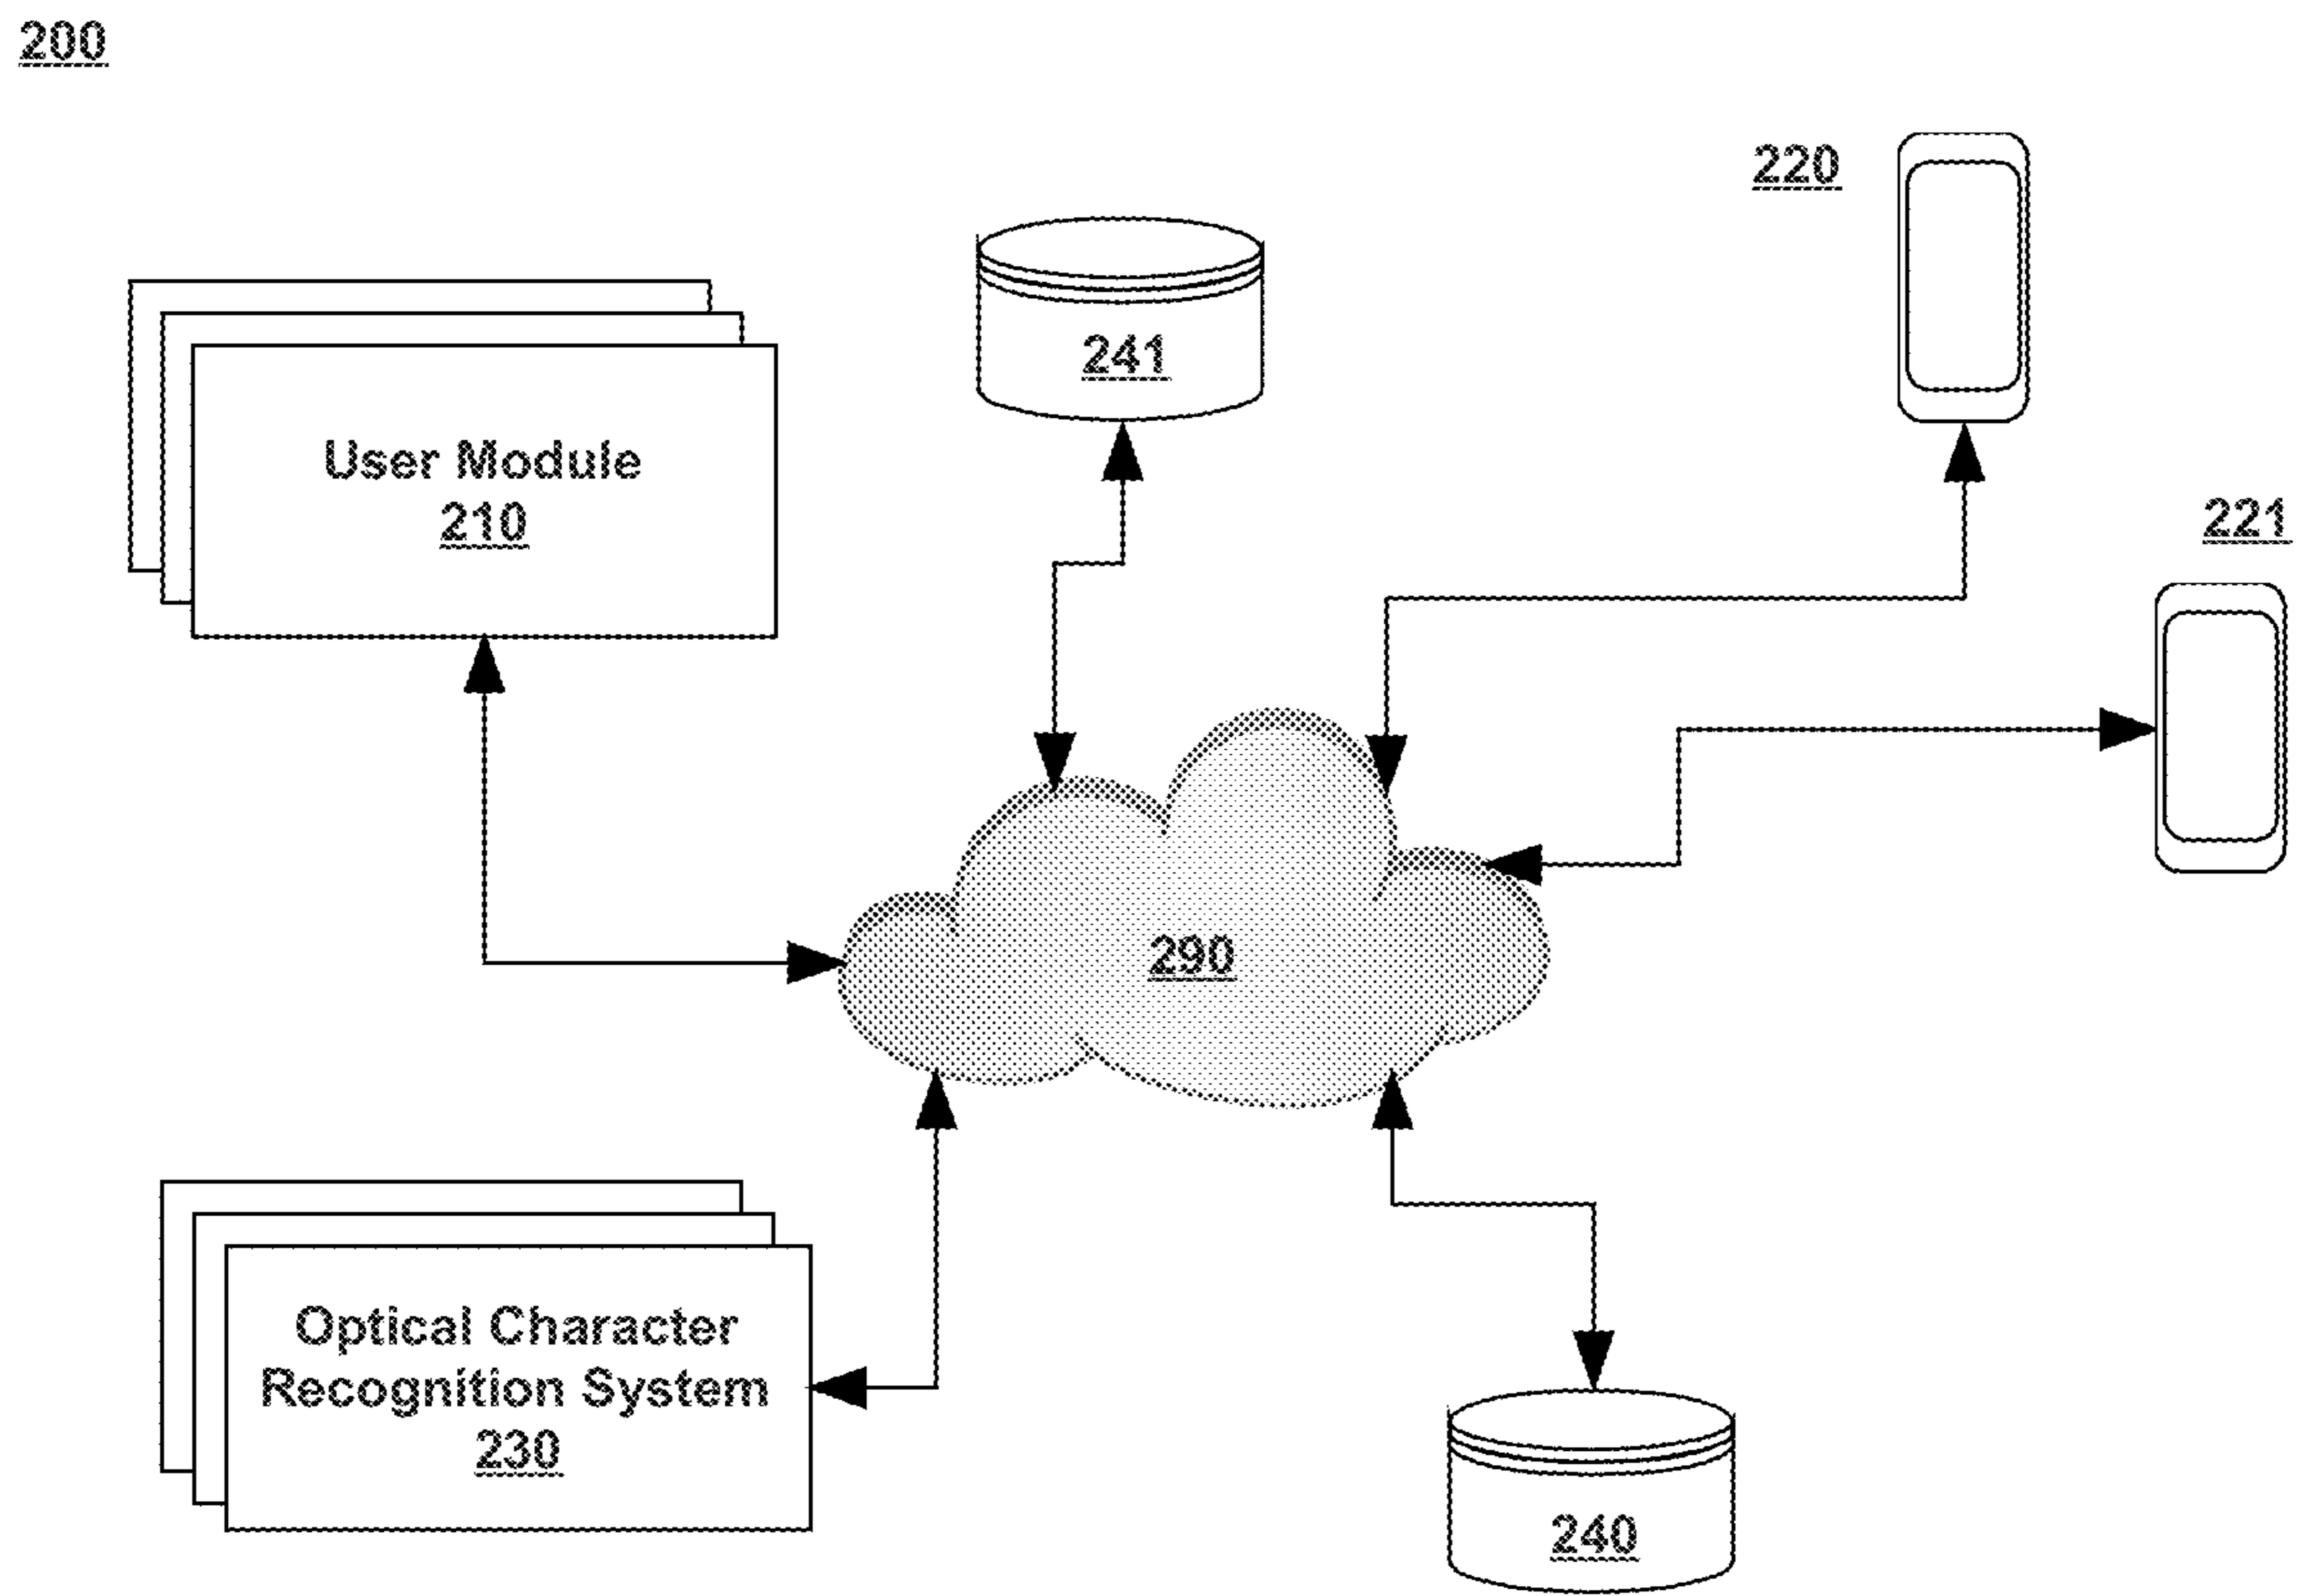 200
220
241
User Module
210
221
290
Optical Character
Recognition System
230
240